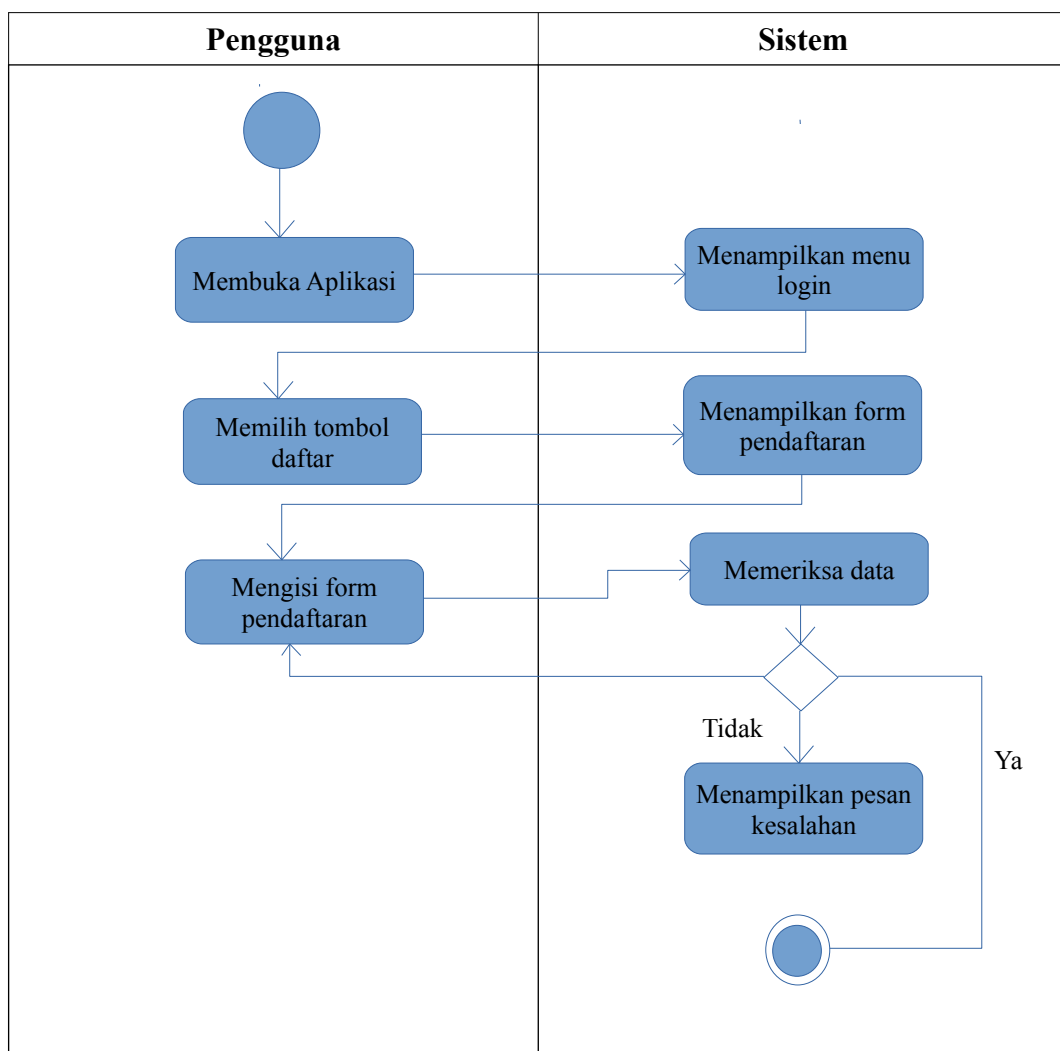 Pengguna
Sistem
Membuka Aplikasi
Menampilkan menu
login
Memilih tombol
daftar
Menampilkan form
pendaftaran
Mengisi form
pendaftaran
Memeriksa data
Tidak
Ya
Menampilkan pesan
kesalahan